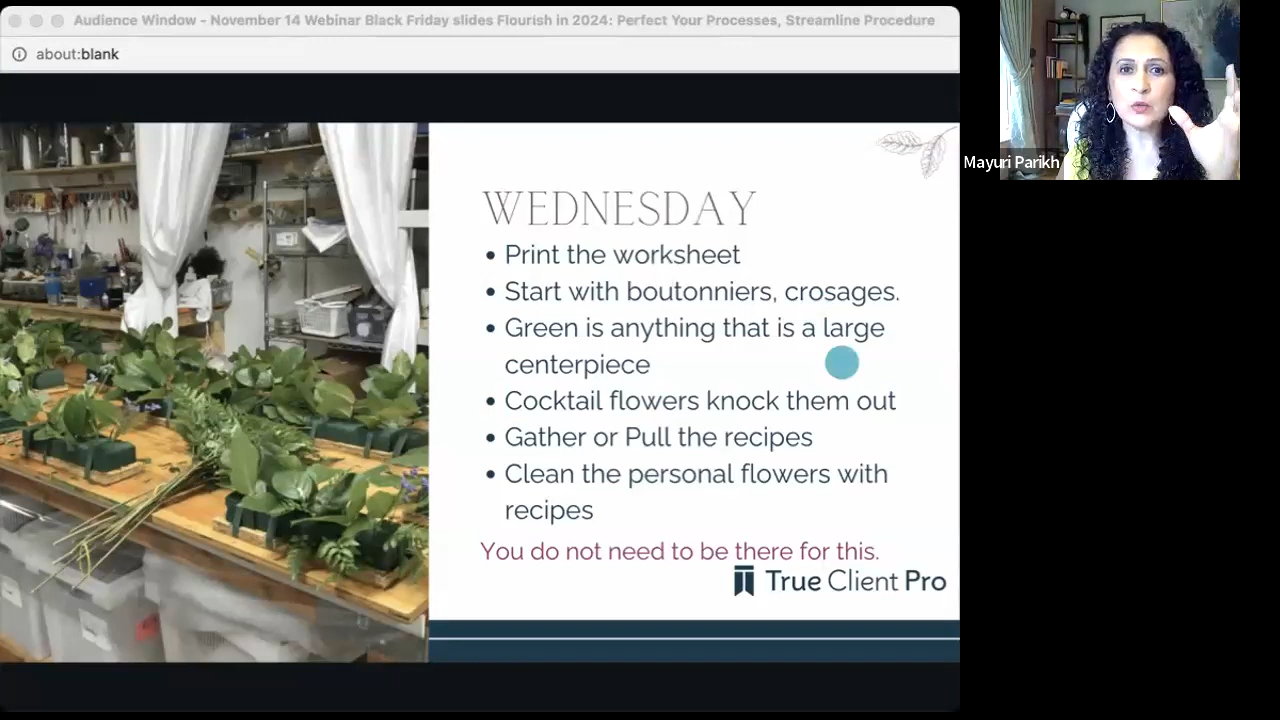 Audience Window - November 14 Webinar Black Friday slides Flourish in 2024: Perfect Your Processes, Streamline Procedure
about:blank
Mayuri Parikh
WEDNESDAY
• Print the worksheet
• Start with boutonniers, crosages.
• Green is anything that is a large
centerpiece
• Cocktail flowers knock them out
• Gather or Pull the recipes
• Clean the personal flowers with
recipes
You do not need to be there for this.
True Client Pro